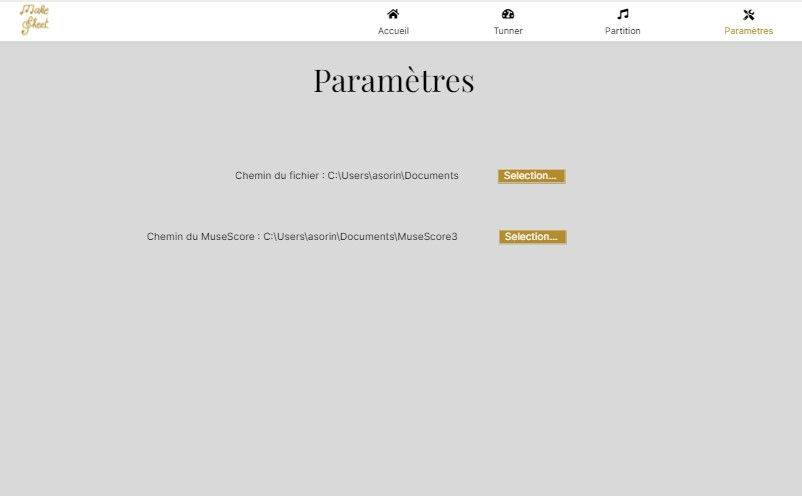 Make
Sheet
Accueil
Tunner
Partition
Paramètres
Paramètres
Chemin du fichier : C:\Users\asorin\Documents
Selection...
Chemin du MuseScore : C:\Users\asorin\Documents\MuseScore3
Selection...